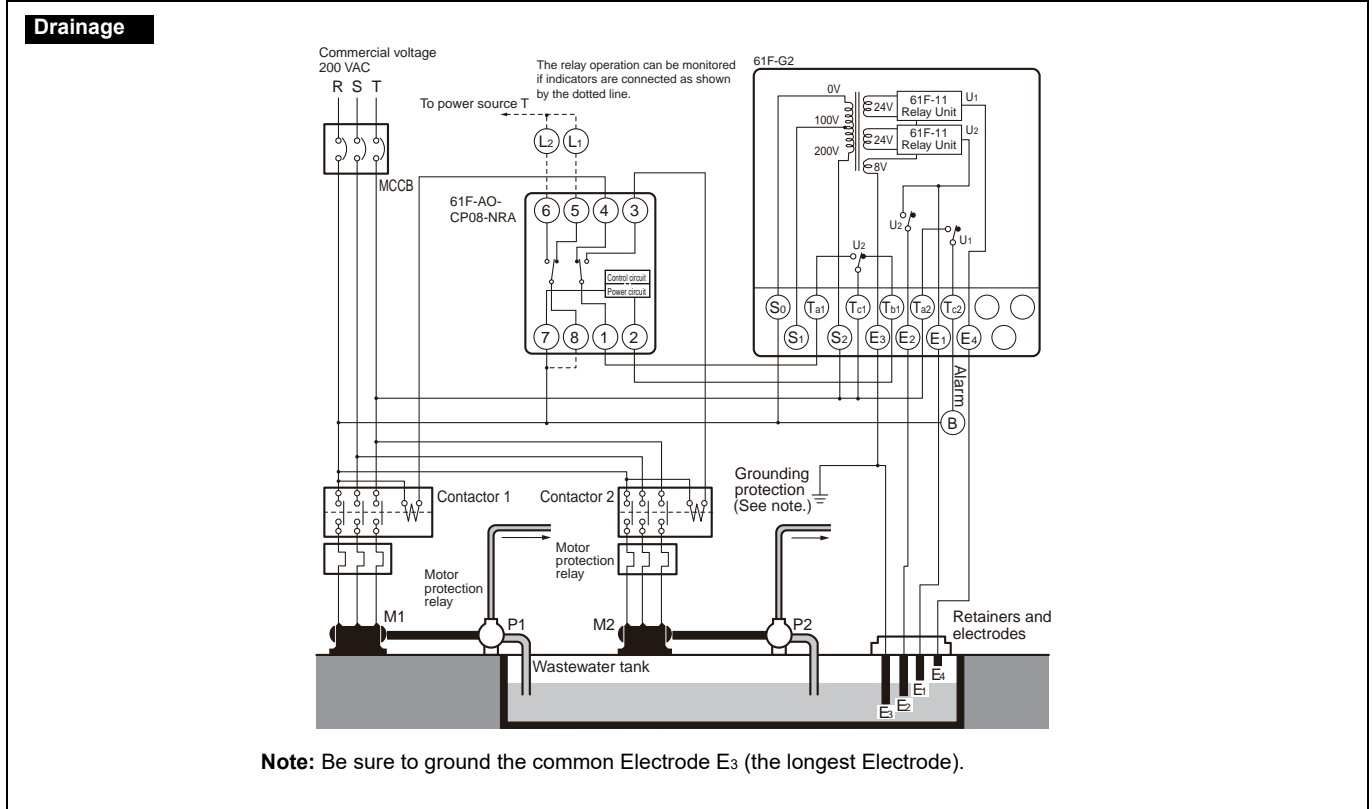 Drainage
Commercial voltage
200 VAC
R S T
The relay operation can be monitored
if indicators are connected as shown
by the dotted line.
To power source T
L2 L1
MCCB
61F-AO-
CP08-NRA
6 5 4 3
Control circuit
Power circuit
7 8 1 2
61F-G2
0V
100V
200V
24V
61F-11
Relay Unit
U1
24V
61F-11
Relay Unit
U2
8V
U2
U1
U2
S0 Ta1 Tc1 Tb1 Ta2 Tc2
S1 S2 E3 E2 E1 E4
Alarm
B
Contactor 1
Contactor 2
Grounding
protection
(See note.)
Motor
protection
relay
Motor
protection
relay
M1
P1
M2
P2
Retainers and
electrodes
Wastewater tank
E3 E2 E1 E4
Note: Be sure to ground the common Electrode E3 (the longest Electrode).